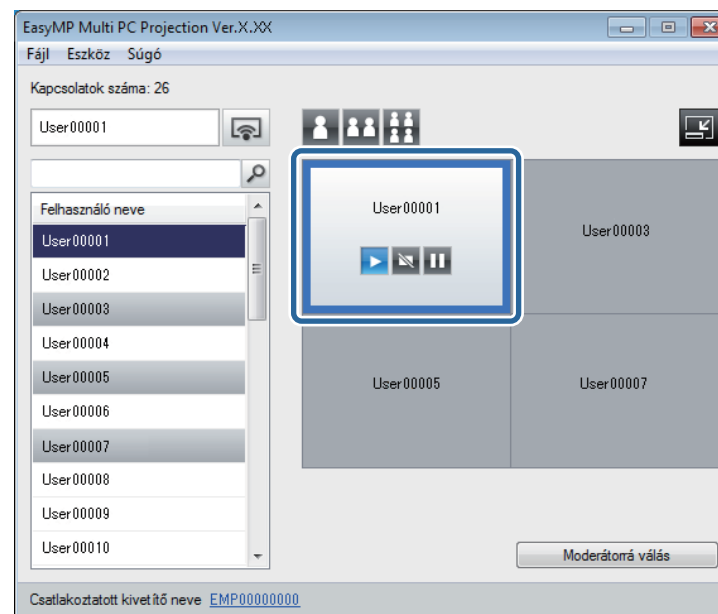 EasyMP Multi PC Projection Ver.X.XX
Fájl Eszköz Súgó
Kapcsolatok száma: 26
User00001
Felhasználó neve
User00001
User00002
User00003
User00004
User00005
User00006
User00007
User00008
User00009
User00010
User00001
User00003
User00005
User00007
Moderátorrá válás
Csatlakoztatott kivetítő neve EMP00000000